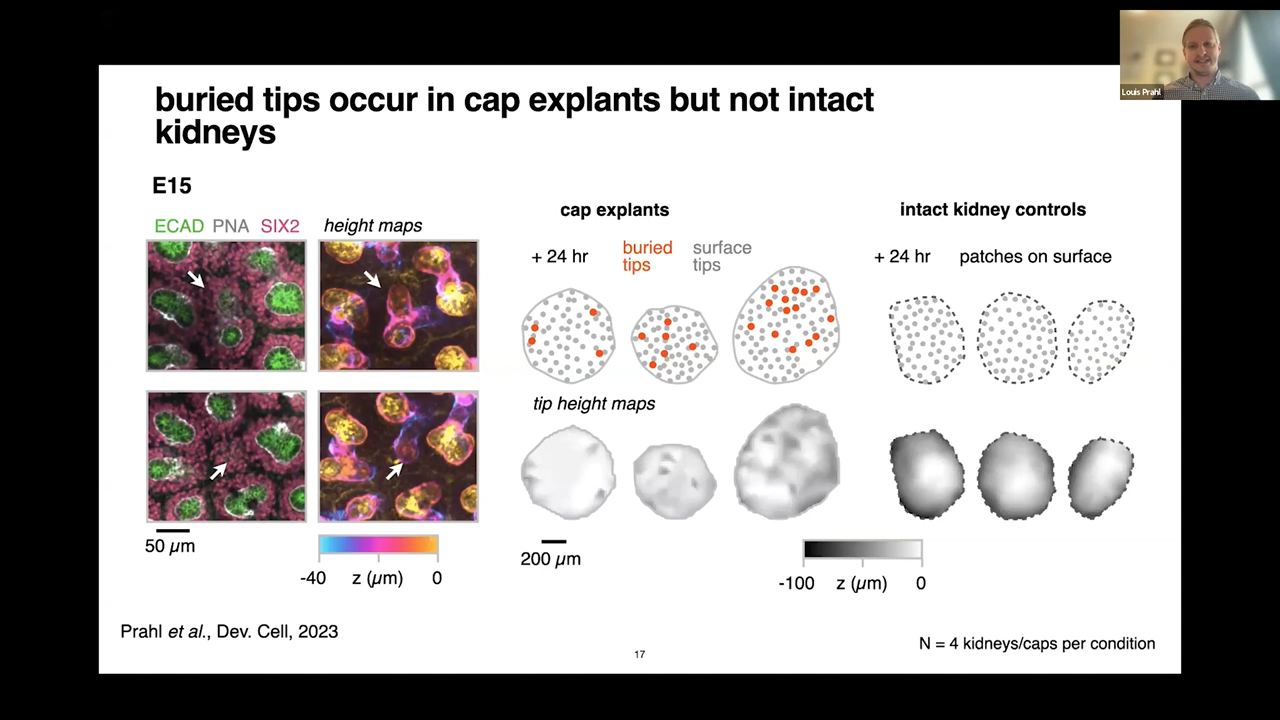 buried tips occur in cap explants but not intact
kidneys
E15
ECAD PNA SIX2
height maps
50 µm
-40 z (µm) 0
cap explants
+ 24 hr
buried
tips
surface
tips
tip height maps
200 µm
intact kidney controls
+ 24 hr patches on surface
-100 z (µm) 0
Prahl et al., Dev. Cell, 2023
17
N = 4 kidneys/caps per condition
Louis Prahl